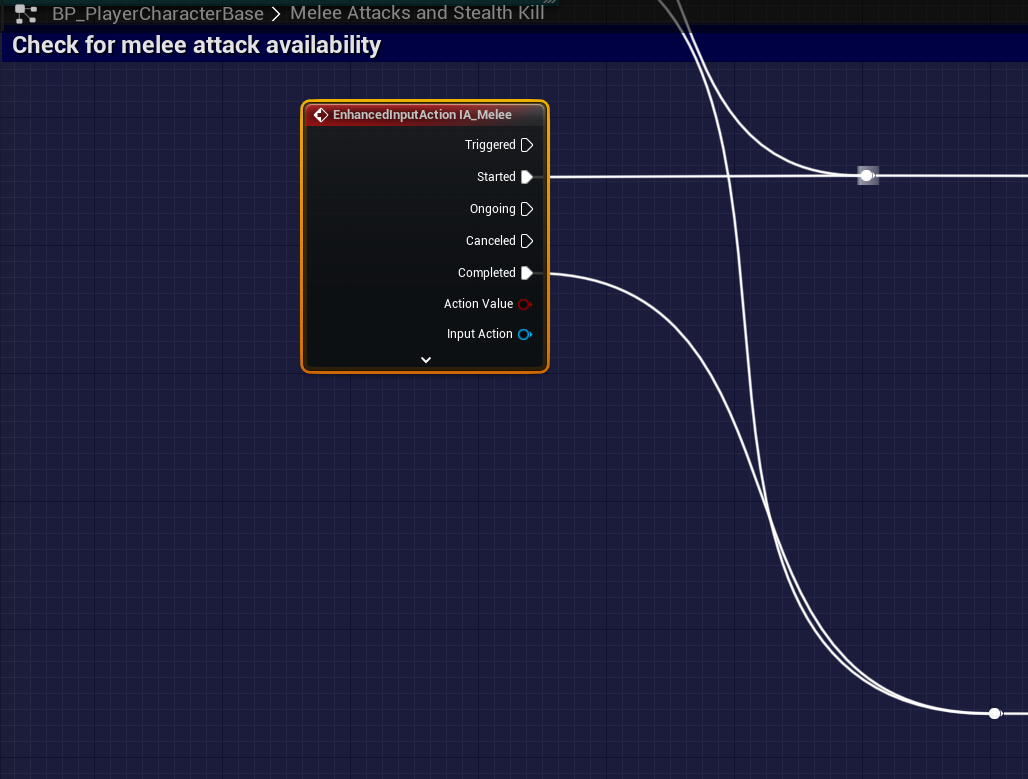 BP_PlayerCharacterBase > Melee Attacks and Stealth Kill
Check for melee attack availability
EnhancedInputAction IA_Melee
Triggered
Started
Ongoing
Canceled
Completed
Action Value
Input Action